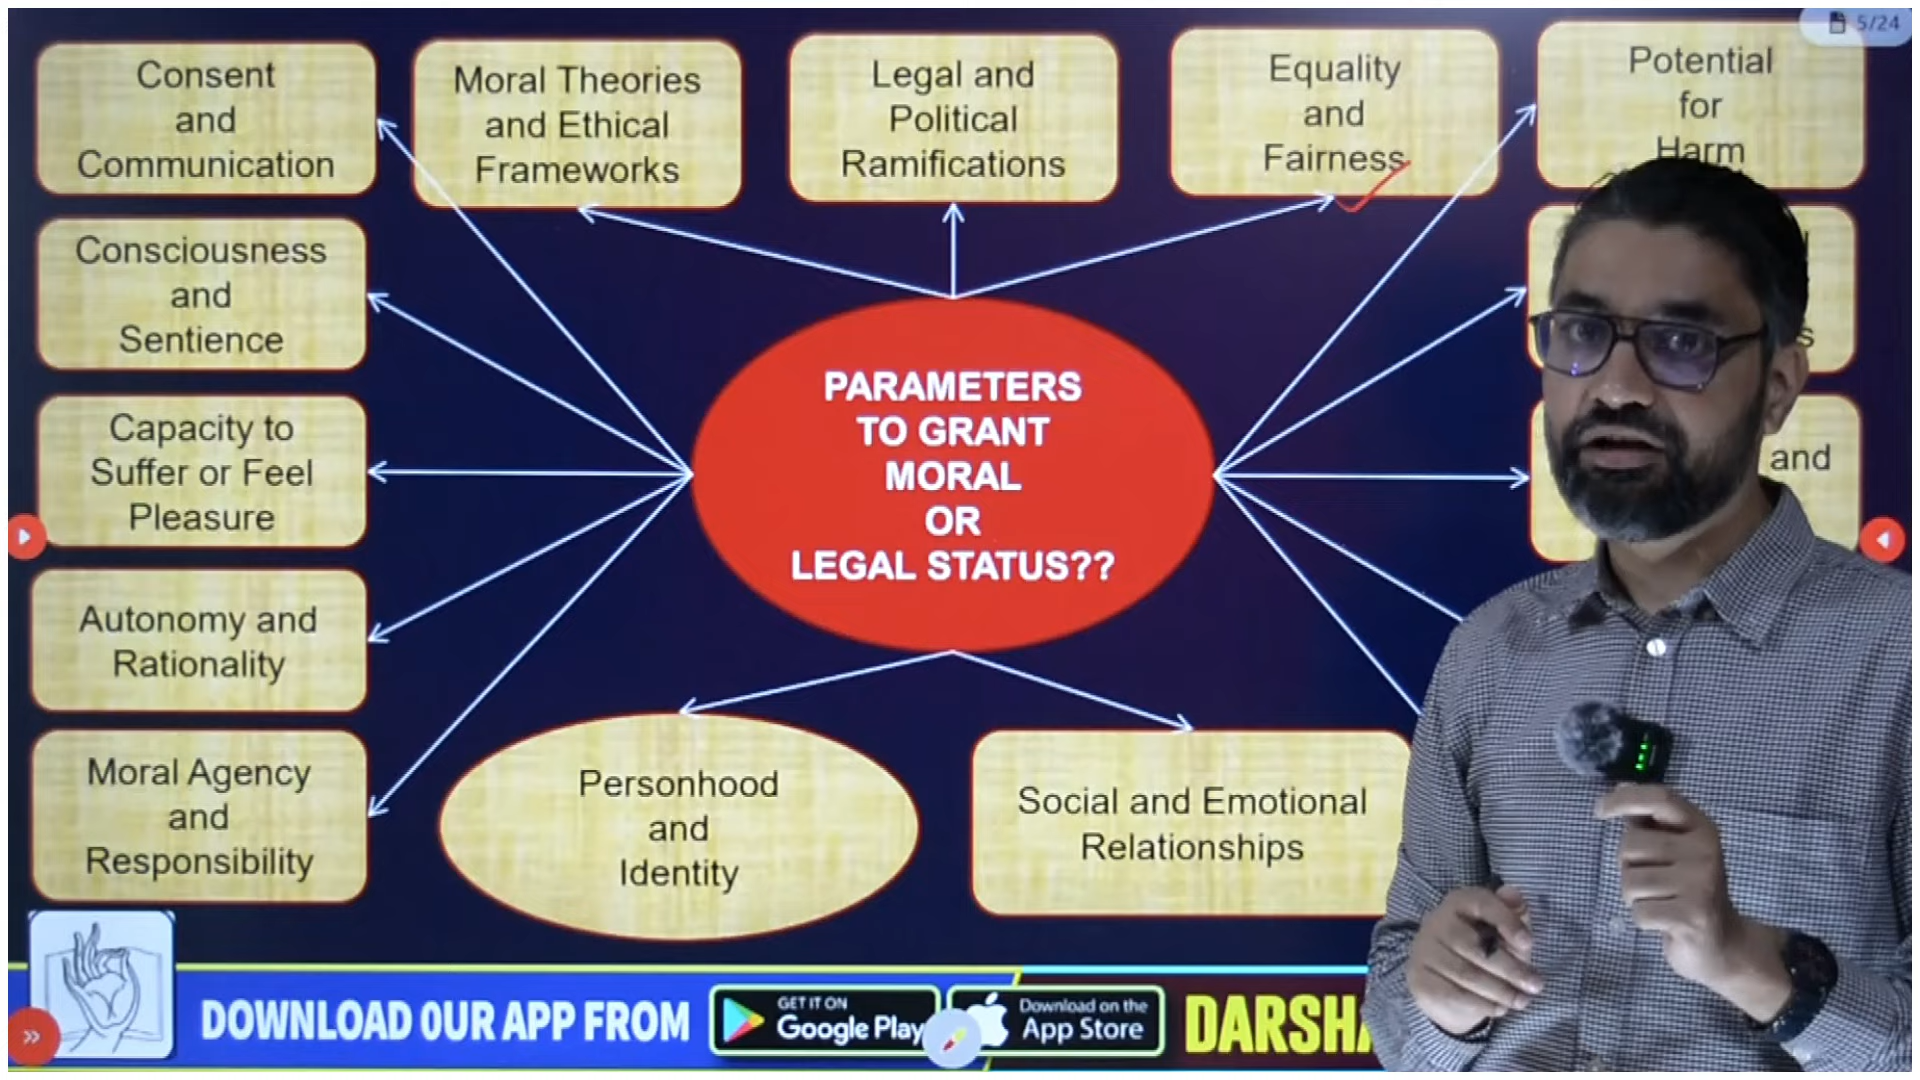 5/24
Consent
and
Communication
Moral Theories
and Ethical
Frameworks
Legal and
Political
Ramifications
Equality
and
Fairness
Potential
for
Harm
Consciousness
and
Sentience
Capacity to
Suffer or Feel
Pleasure
and
Autonomy and
Rationality
Moral Agency
and
Responsibility
PARAMETERS
TO GRANT
MORAL
OR
LEGAL STATUS??
Personhood
and
Identity
Social and Emotional
Relationships
DOWNLOAD OUR APP FROM
GET IT ON
Google Play
Download on the
App Store